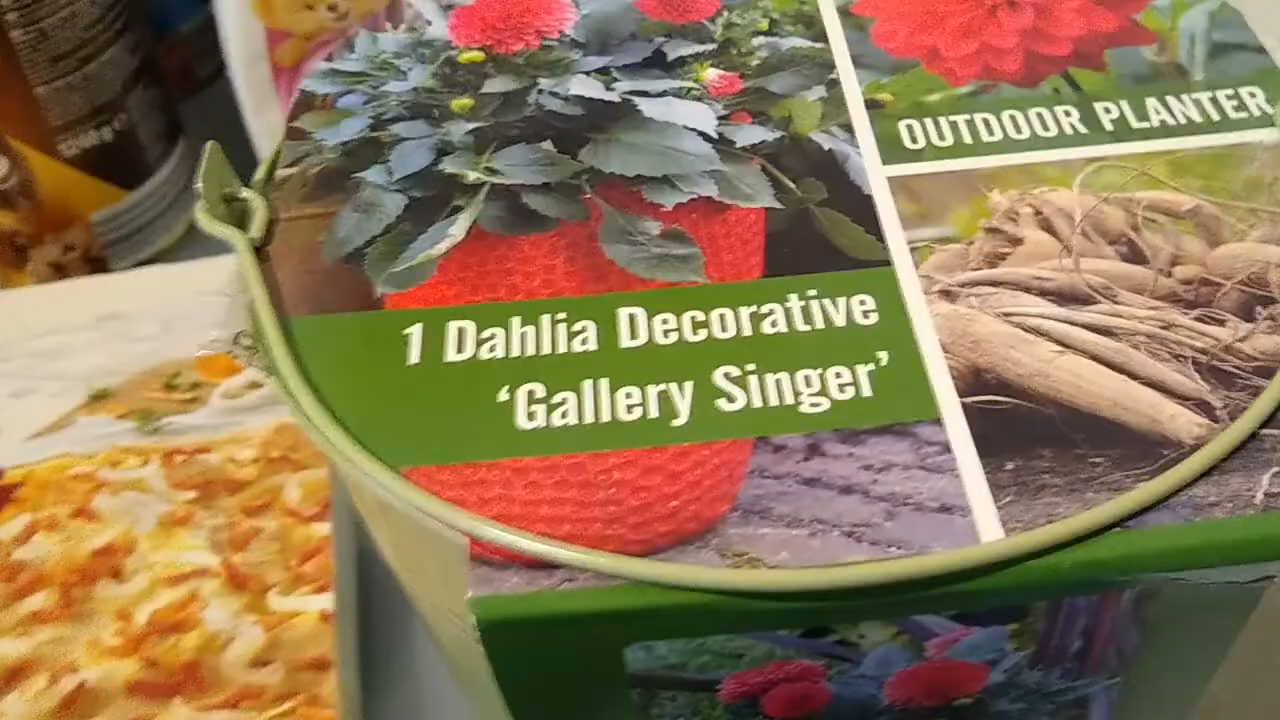 OUTDOOR PLANTER
1 Dahlia Decorative
‘Gallery Singer’